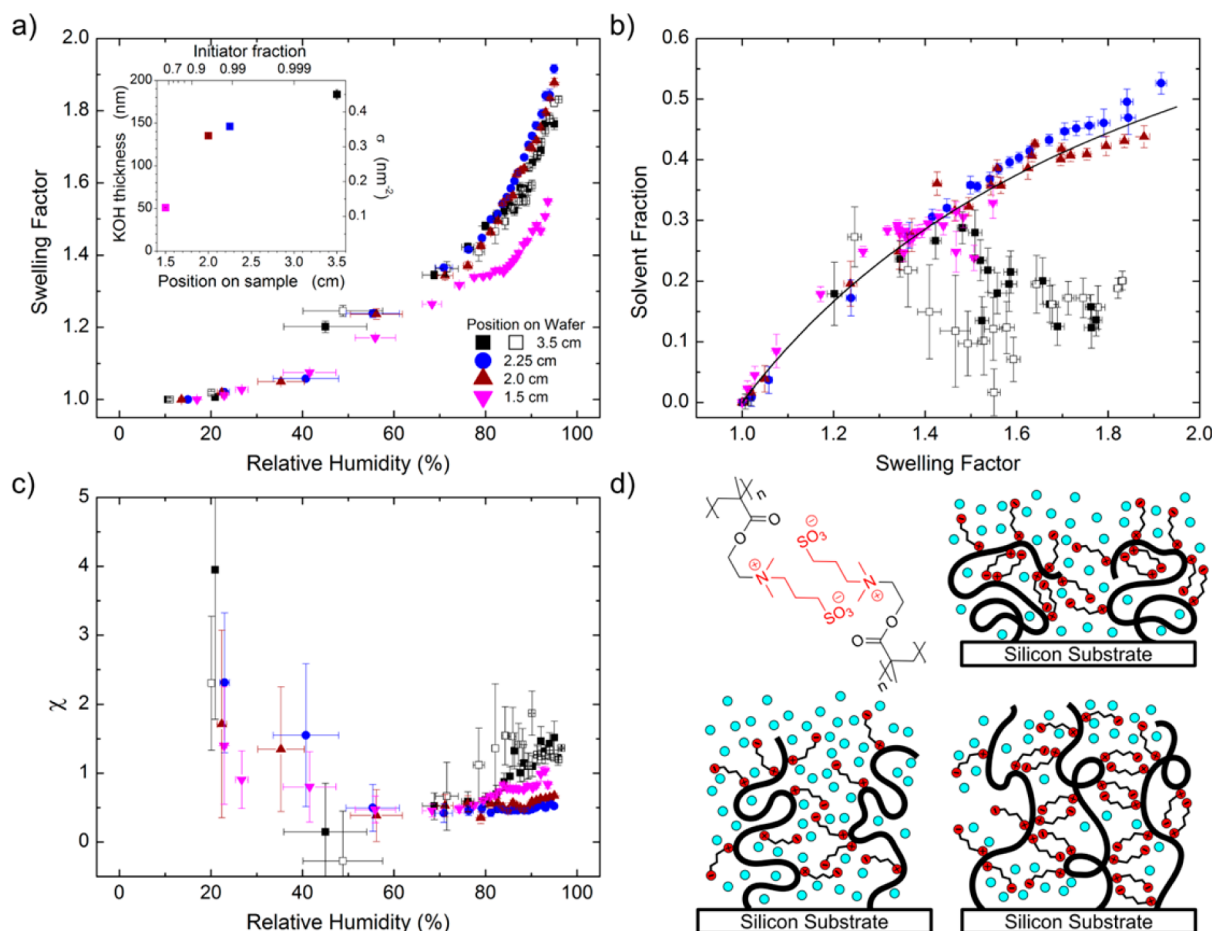 a)
2.0
1.8
1.6
1.4
1.2
1.0
Swelling Factor
0 20 40 60 80 100
Relative Humidity (%)
Initiator fraction
0.7 0.9 0.99 0.999
200
150
100
50
0
KOH thickness (nm)
0.4
0.3
0.2
0.1
σ (nm⁻²)
1.5 2.0 2.5 3.0 3.5
Position on sample (cm)
Position on Wafer
3.5 cm
2.25 cm
2.0 cm
1.5 cm
b)
0.6
0.5
0.4
0.3
0.2
0.1
0.0
Solvent Fraction
1.0 1.2 1.4 1.6 1.8 2.0
Swelling Factor
c)
5
4
3
2
1
0
χ
0 20 40 60 80 100
Relative Humidity (%)
d)
n
O
O
SO₃
⊖
N
⊕
⊖
SO₃
N
⊕
O
O
n
Silicon Substrate
Silicon Substrate
Silicon Substrate